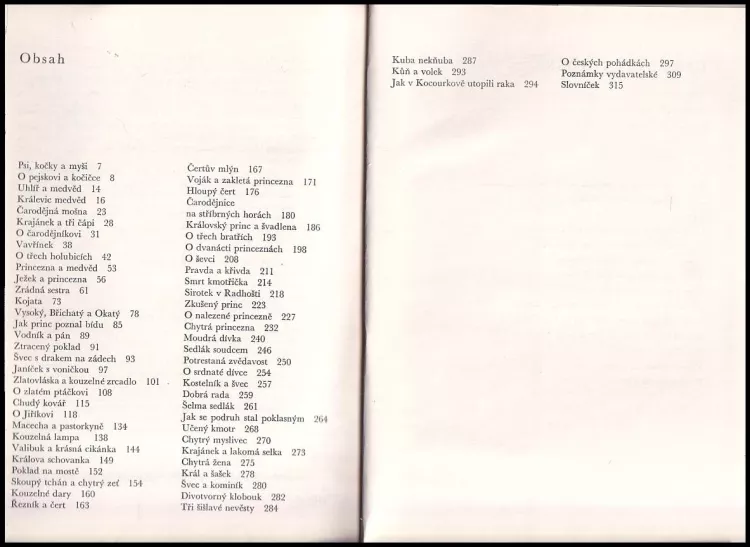 Obsah
Psi, kočky a myši 7
O pejskovi a kočičce 8
Uhlíř a medvěd 14
Králevic medvěd 16
Čarodějná mošna 23
Krajánek a tři čápi 28
O čarodějníkovi 31
Vavřínek 38
O třech holubicích 42
Princezna a medvěd 53
Ježek a princezna 56
Zrádná sestra 61
Kojata 73
Vysoký, Břichatý a Okatý 78
Jak princ poznal bídu 85
Vodník a pán 89
Ztracený poklad 91
Švec s drakem na zádech 93
Janíček s voničkou 97
Zlatovláska a kouzelné zrcadlo 101
O zlatém ptáčkovi 108
Chudý kovář 115
O Jiříkovi 118
Macecha a pastorkyně 134
Kouzelná lampa 138
Valibuk a krásná cikánka 144
Králova schovanka 149
Poklad na mostě 152
Skoupý tchán a chytrý zeť 154
Kouzelné dary 160
Řezník a čert 163
Čertův mlýn 167
Voják a zakletá princezna 171
Hloupý čert 176
Čarodějnice
na stříbrných horách 180
Královský princ a švadlena 186
O třech bratřích 193
O dvanácti princeznách 198
O ševci 208
Pravda a křivda 211
Smrt kmotřička 214
Sirotek v Radhošti 218
Zkušený princ 223
O nalezené princezně 227
Chytrá princezna 232
Moudrá dívka 240
Sedlák soudcem 246
Potrestaná zvědavost 250
O srdnaté dívce 254
Kostelník a švec 257
Dobrá rada 259
Šelma sedlák 261
Jak se podruh stal poklasným 264
Učený kmotr 268
Chytrý myslivec 270
Krajánek a lakomá selka 273
Chytrá žena 275
Král a šašek 278
Švec a kominík 280
Divotvorný klobouk 282
Tři šišlavé nevěsty 284
Kuba nekňuba 287
Kůň a volek 293
Jak v Kocourkově utopili raka 294
O českých pohádkách 297
Poznámky vydavatelské 309
Slovníček 315